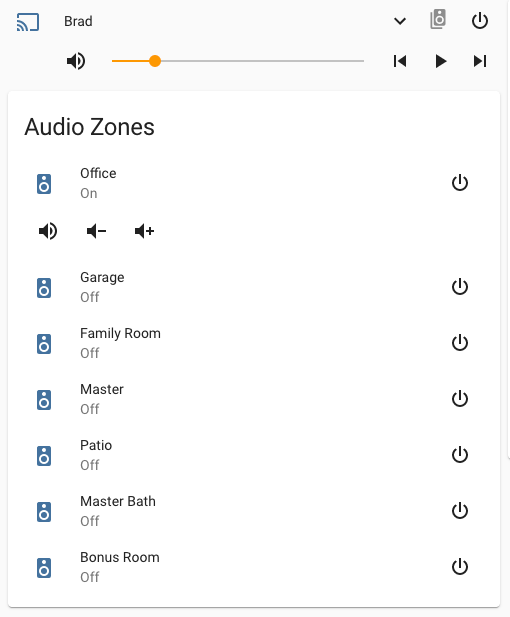 Brad
Audio Zones
Office
On
Garage
Off
Family Room
Off
Master
Off
Patio
Off
Master Bath
Off
Bonus Room
Off